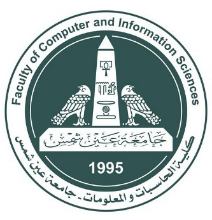 Faculty of Computer and Information Sciences
جامعة عين شمس
1995
كلية الحاسبات والمعلومات - جامعة عين شمس